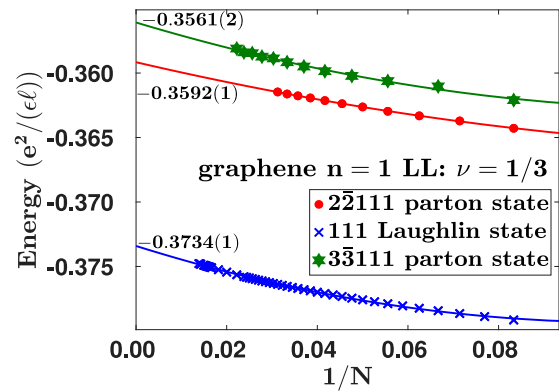 −0.3561(2)
-0.360
−0.3592(1)
-0.365
graphene n = 1 LL: ν = 1/3
-0.370
22̄111 parton state
111 Laughlin state
33̄111 parton state
−0.3734(1)
-0.375
Energy (e²/(ϵℓ))
0.00 0.02 0.04 0.06 0.08
1/N